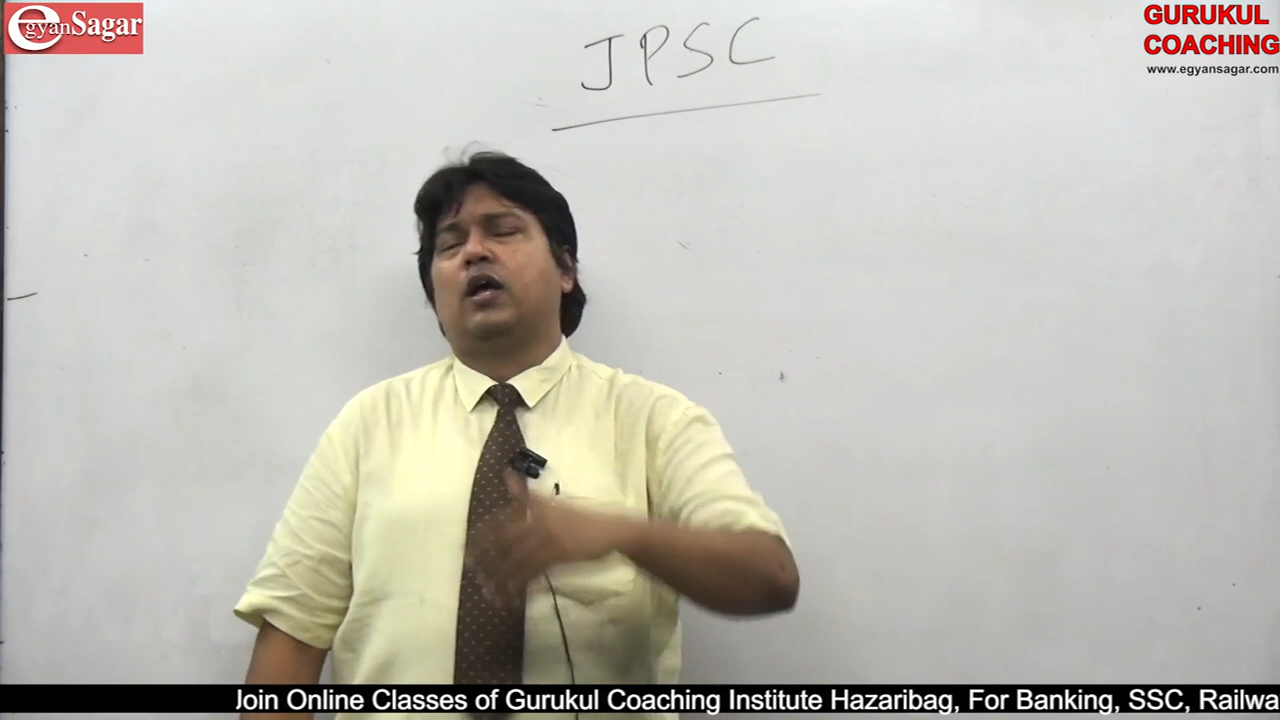 egyanSagar
JPSC
GURUKUL
COACHING
www.egyansagar.com
Join Online Classes of Gurukul Coaching Institute Hazaribag, For Banking, SSC, Railwa